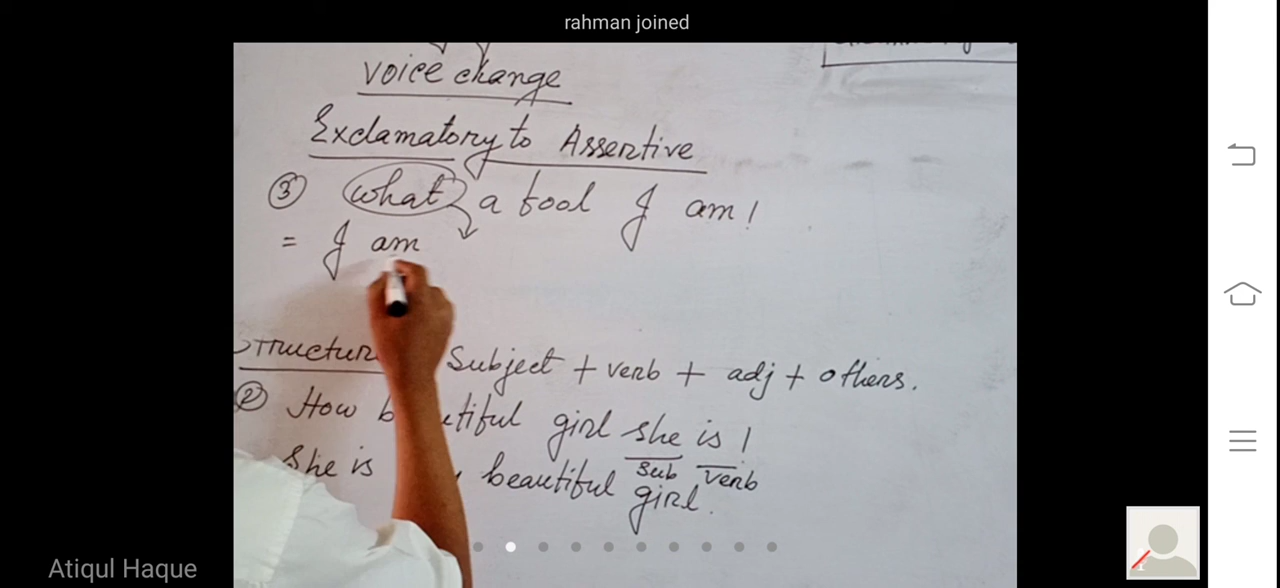 rahman joined
voice change
Exclamatory to Assertive
③ what a fool I am!
= I am
Subject + verb + adj + others.
② How girl she is!
sub verb
She is beautiful girl.
Atiqul Haque